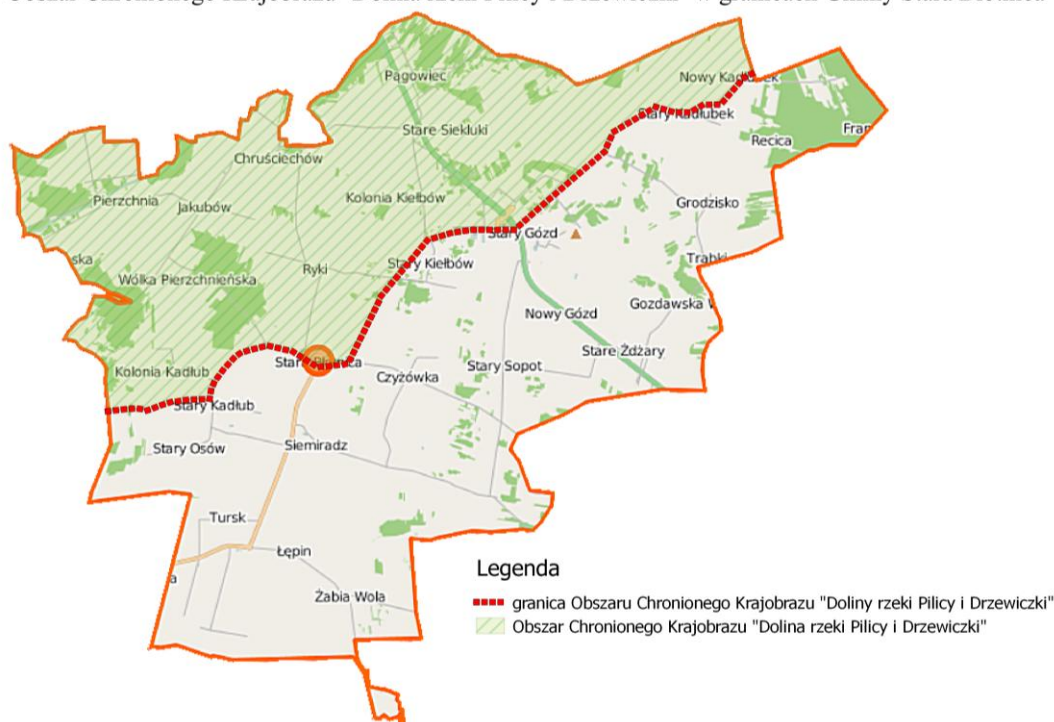 Pągowiec
Nowy Kadłubek
Stary Kadłubek
Fran
Recica
Stare Siekluki
Chruściechów
Kolonia Kiełbów
Pierzchnia
Jakubów
Grodzisko
Stary Gózd
ska
Stary Kiełbów
Trąbki
Ryki
Wólka Pierzchnieńska
Gozdawska W
Nowy Gózd
Stare Żdżary
Kolonia Kadłub
Czyżówka
Stary Sopot
Stary Kadłub
Stary Osów
Siemiradz
Tursk
Łępin
a
Żabia Wola
Legenda
granica Obszaru Chronionego Krajobrazu "Doliny rzeki Pilicy i Drzewiczki"
Obszar Chronionego Krajobrazu "Dolina rzeki Pilicy i Drzewiczki"